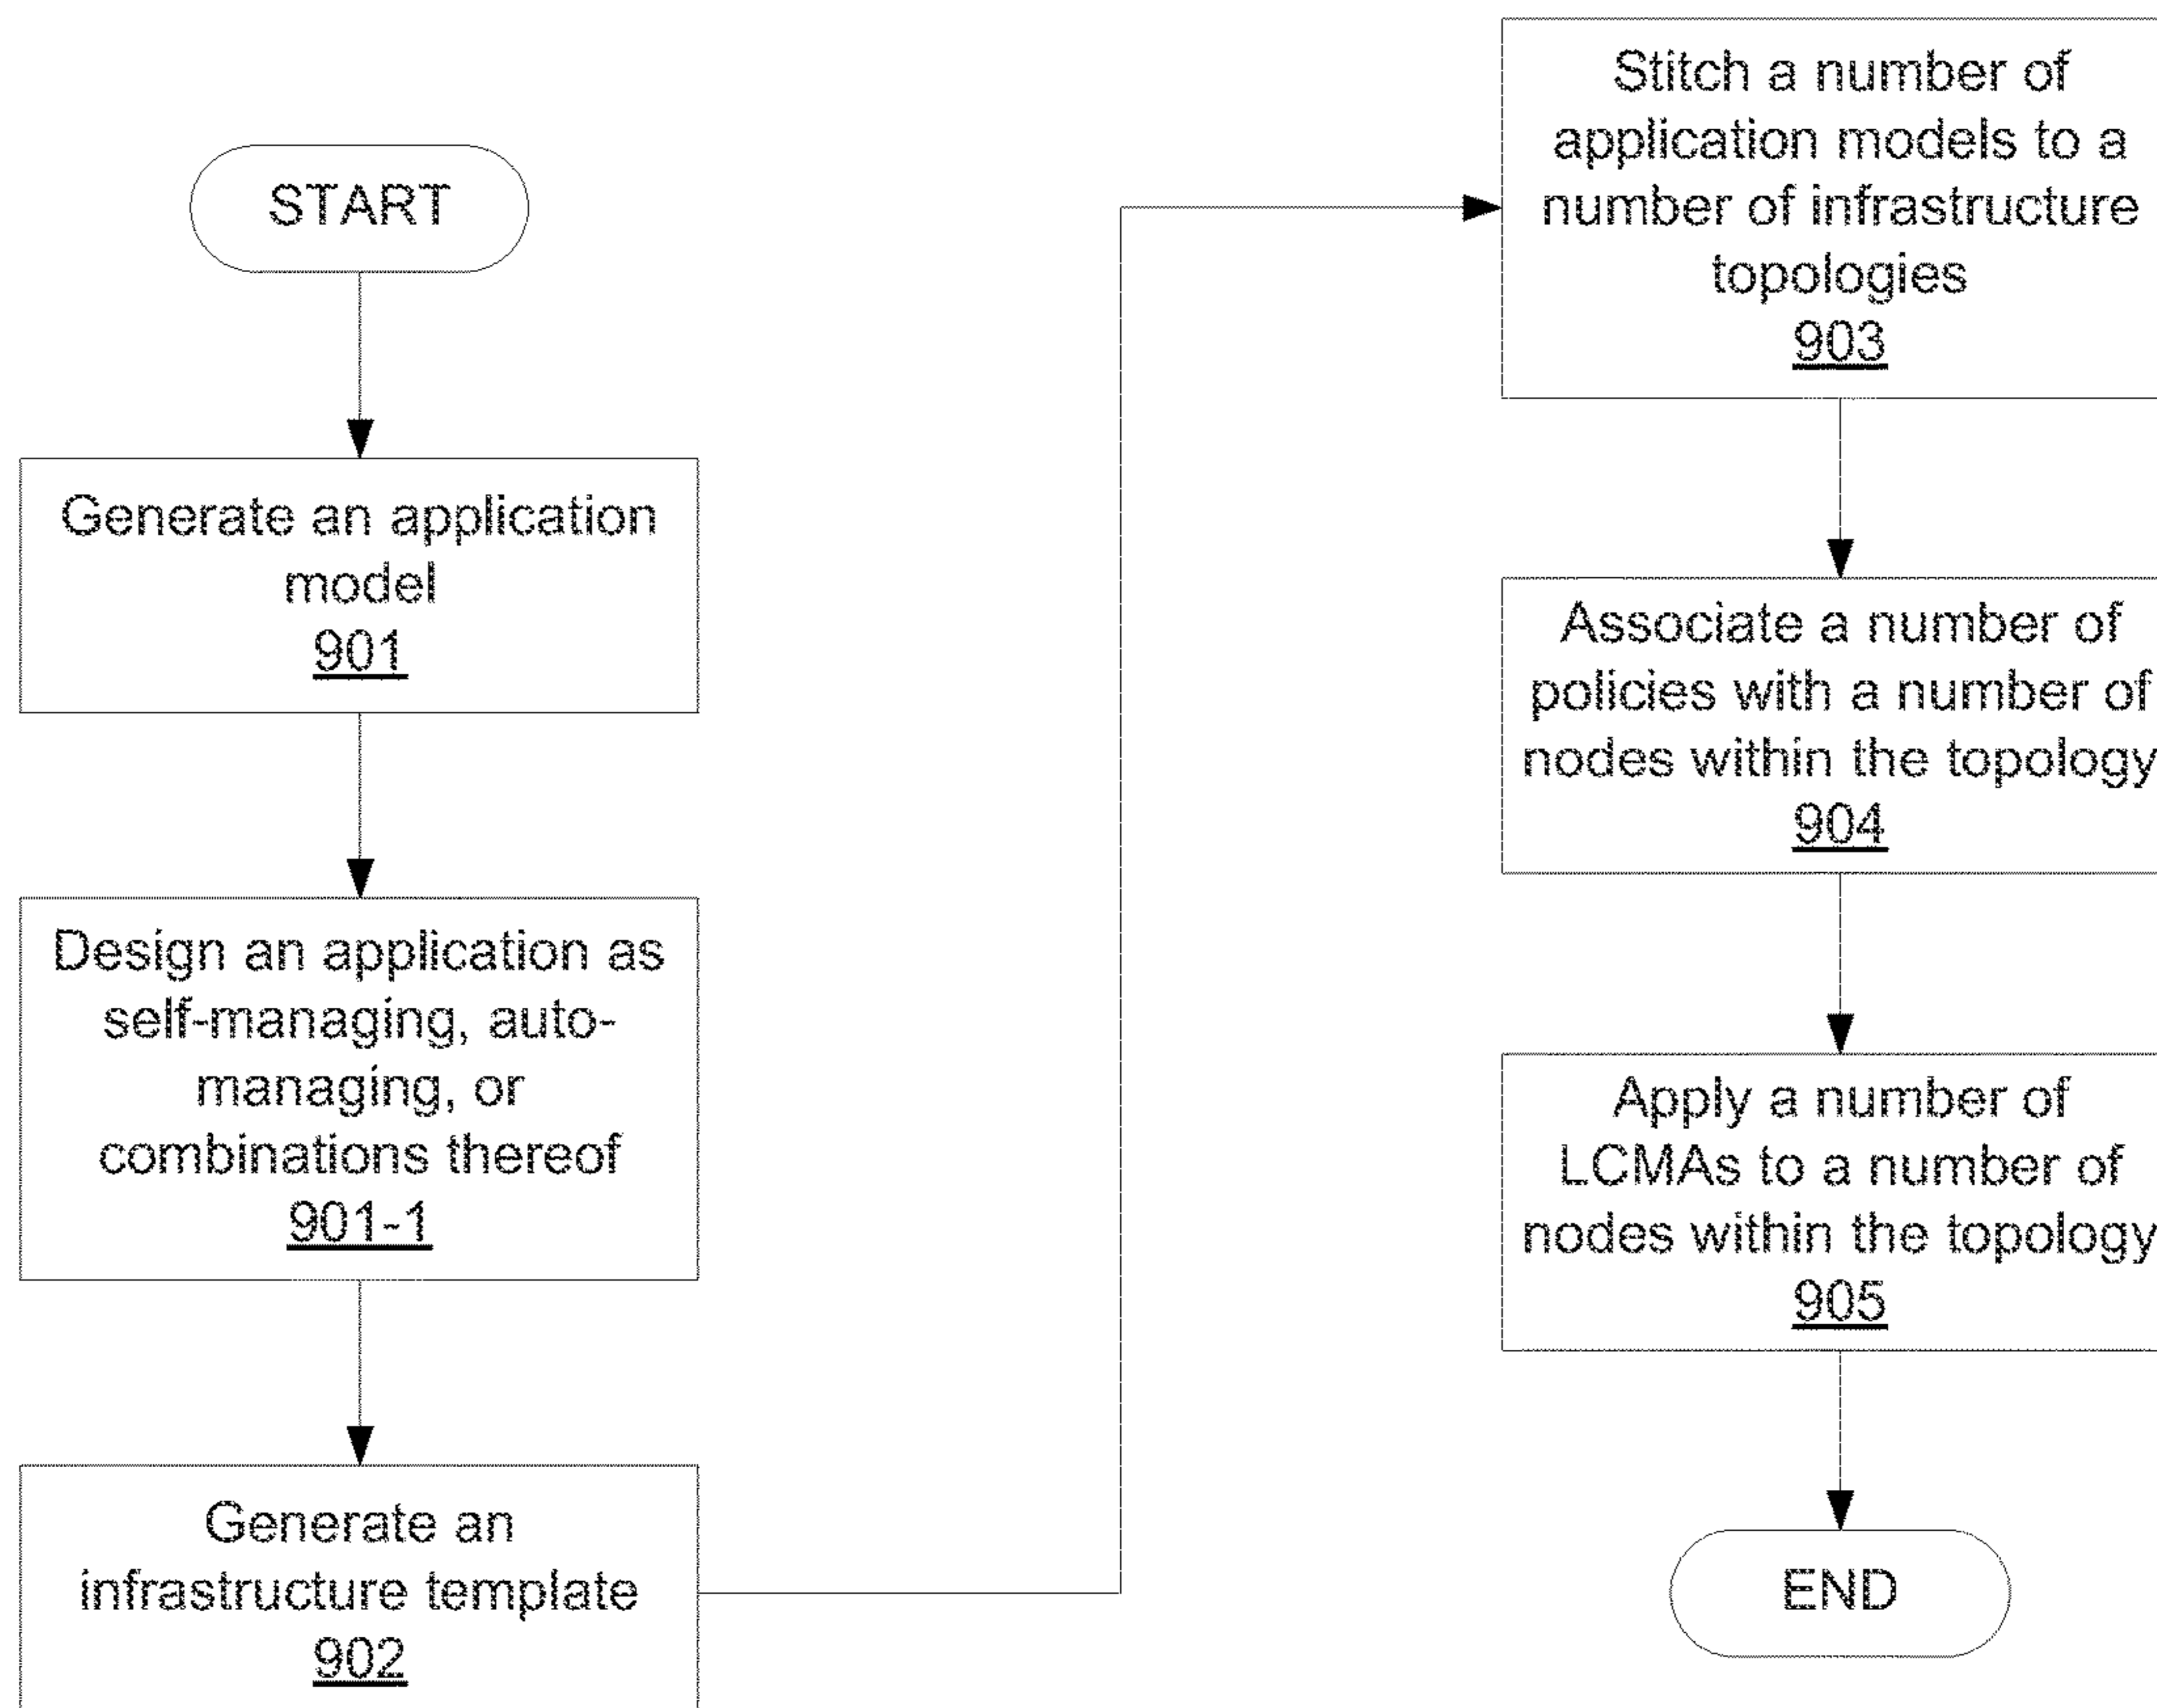 START
Generate an application
model
901
Design an application as
self-managing, auto-
managing, or
combinations thereof
901-1
Generate an
infrastructure template
902
Stitch a number of
application models to a
number of infrastructure
topologies
903
Associate a number of
policies with a number of
nodes within the topology
904
Apply a number of
LCMAs to a number of
nodes within the topology
905
END